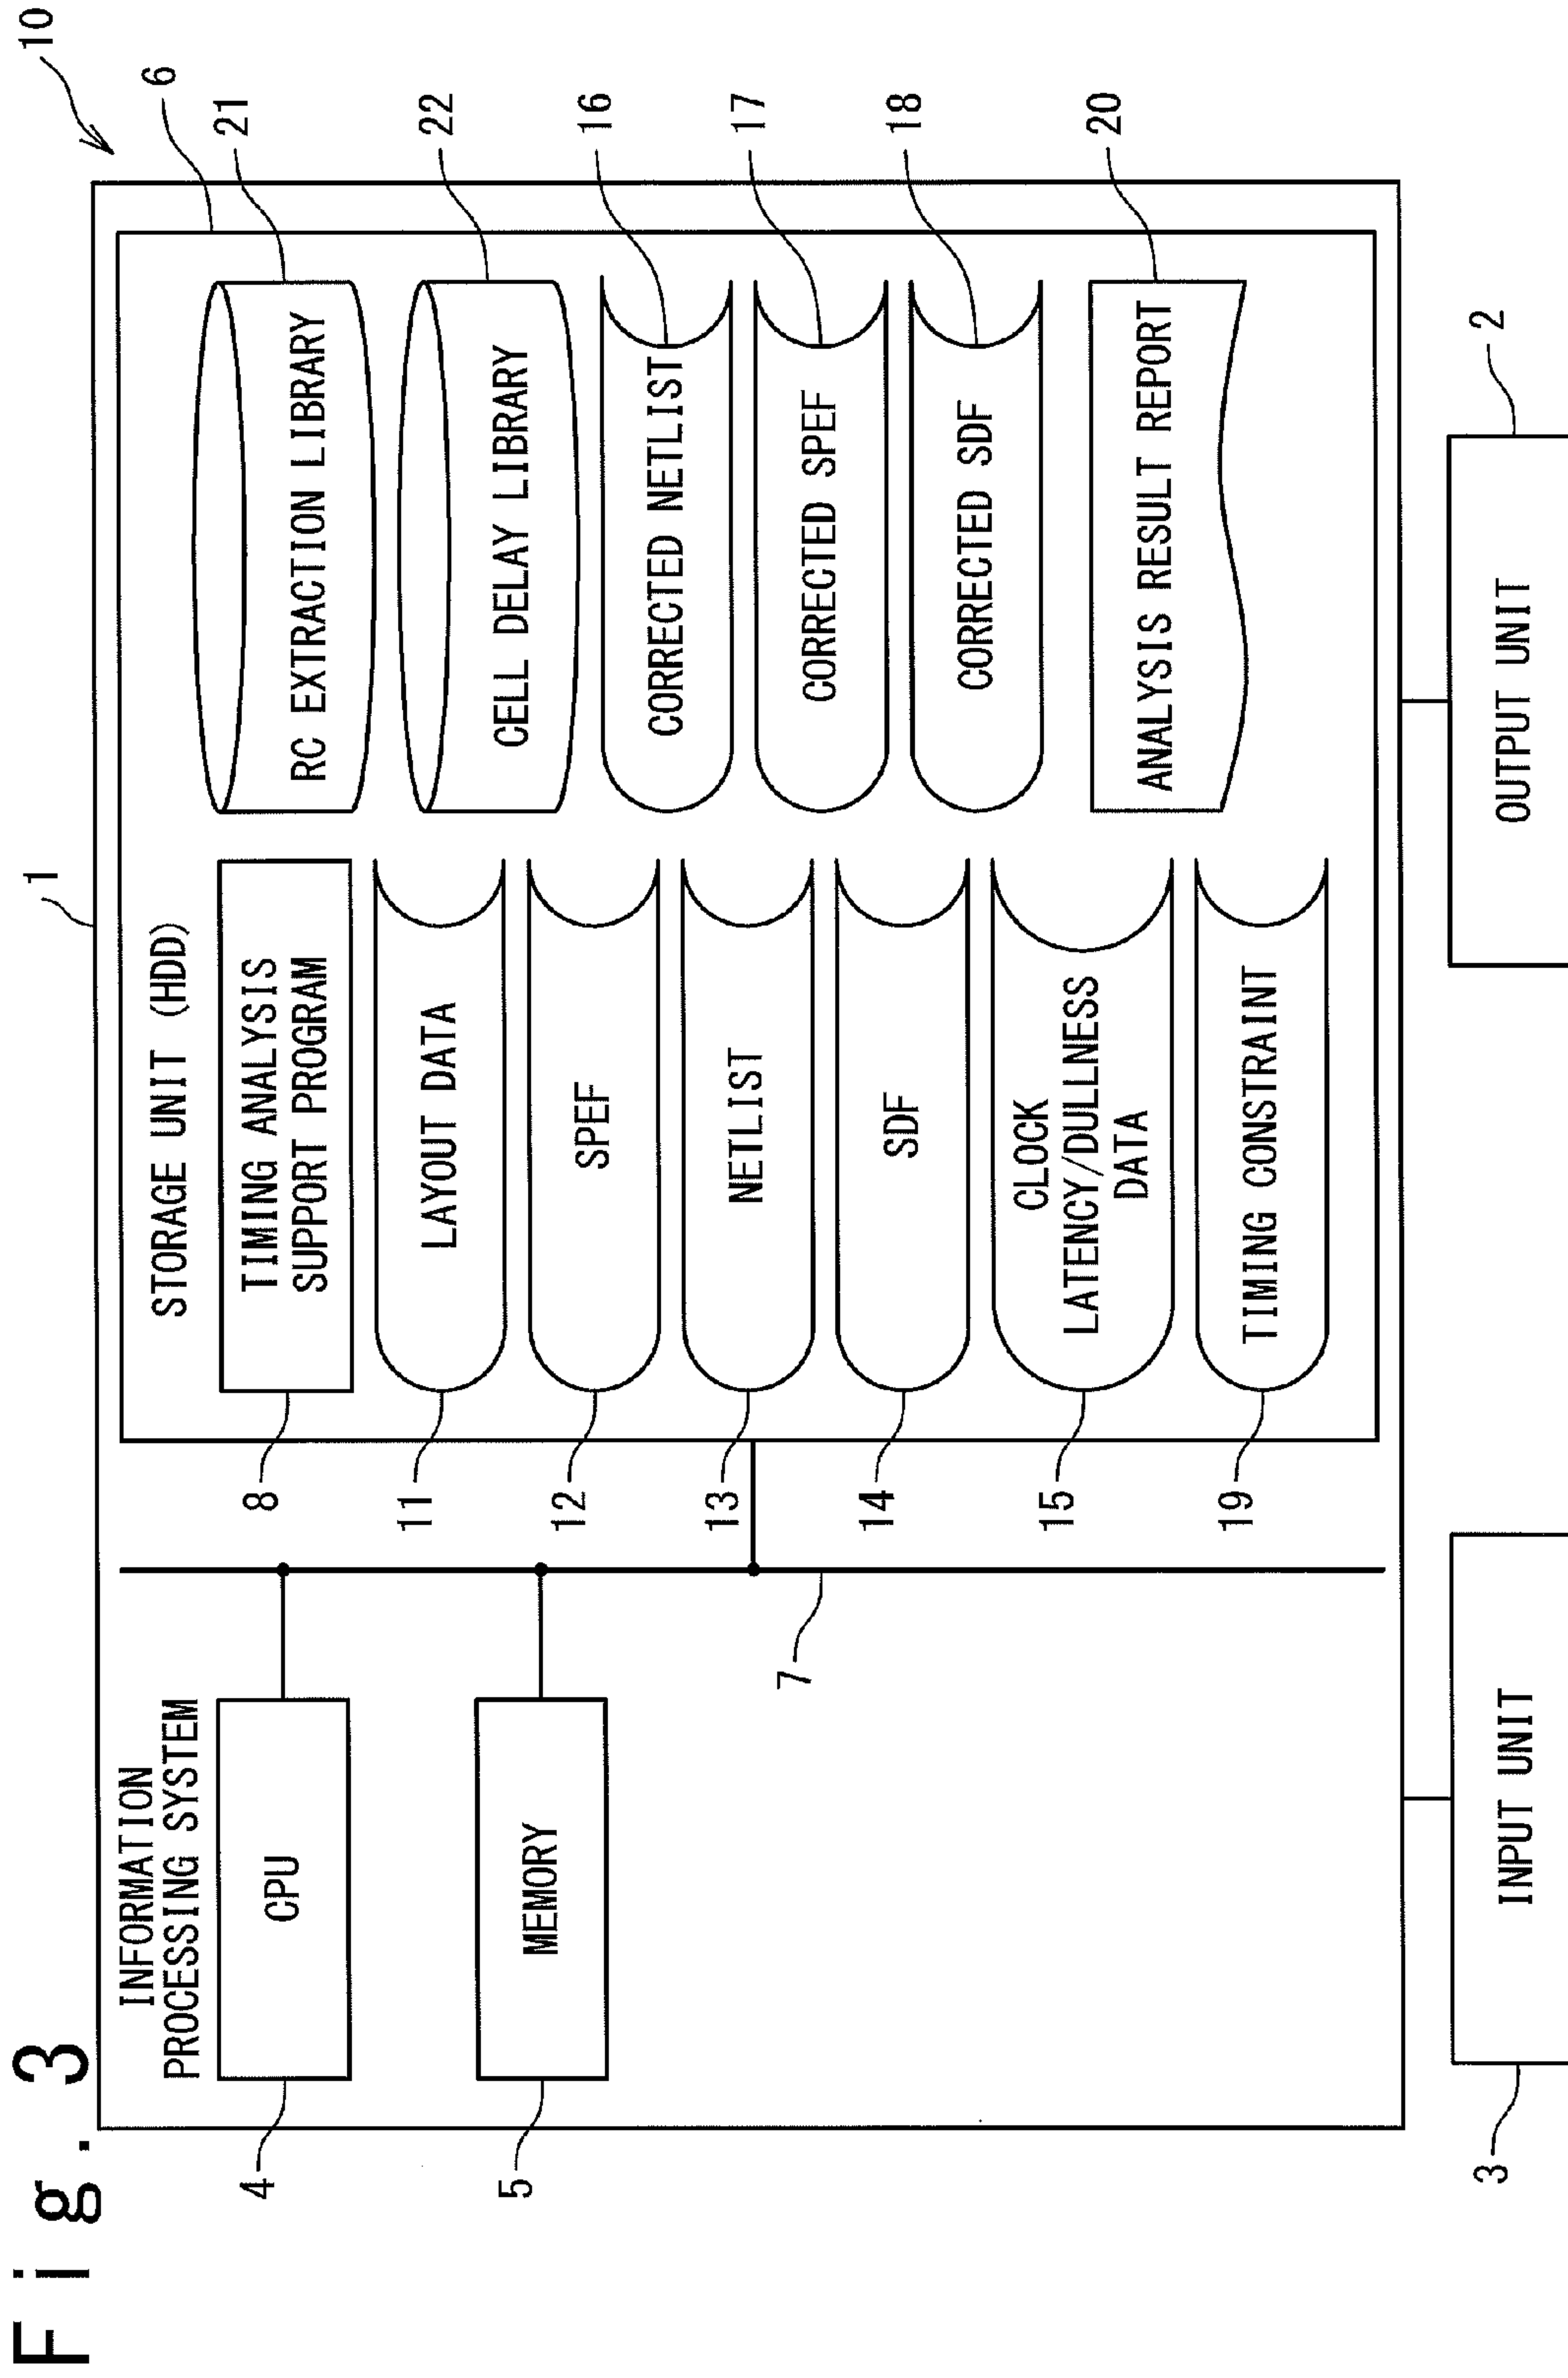 Fig. 3
10
1
6
INFORMATION
PROCESSING SYSTEM
4
CPU
5
MEMORY
7
STORAGE UNIT (HDD)
8
TIMING ANALYSIS
SUPPORT PROGRAM
11
LAYOUT DATA
12
SPEF
13
NETLIST
14
SDF
15
CLOCK
LATENCY/DULLNESS
DATA
19
TIMING CONSTRAINT
RC EXTRACTION LIBRARY
21
CELL DELAY LIBRARY
22
CORRECTED NETLIST
16
CORRECTED SPEF
17
CORRECTED SDF
18
ANALYSIS RESULT REPORT
20
3
INPUT UNIT
OUTPUT UNIT
2